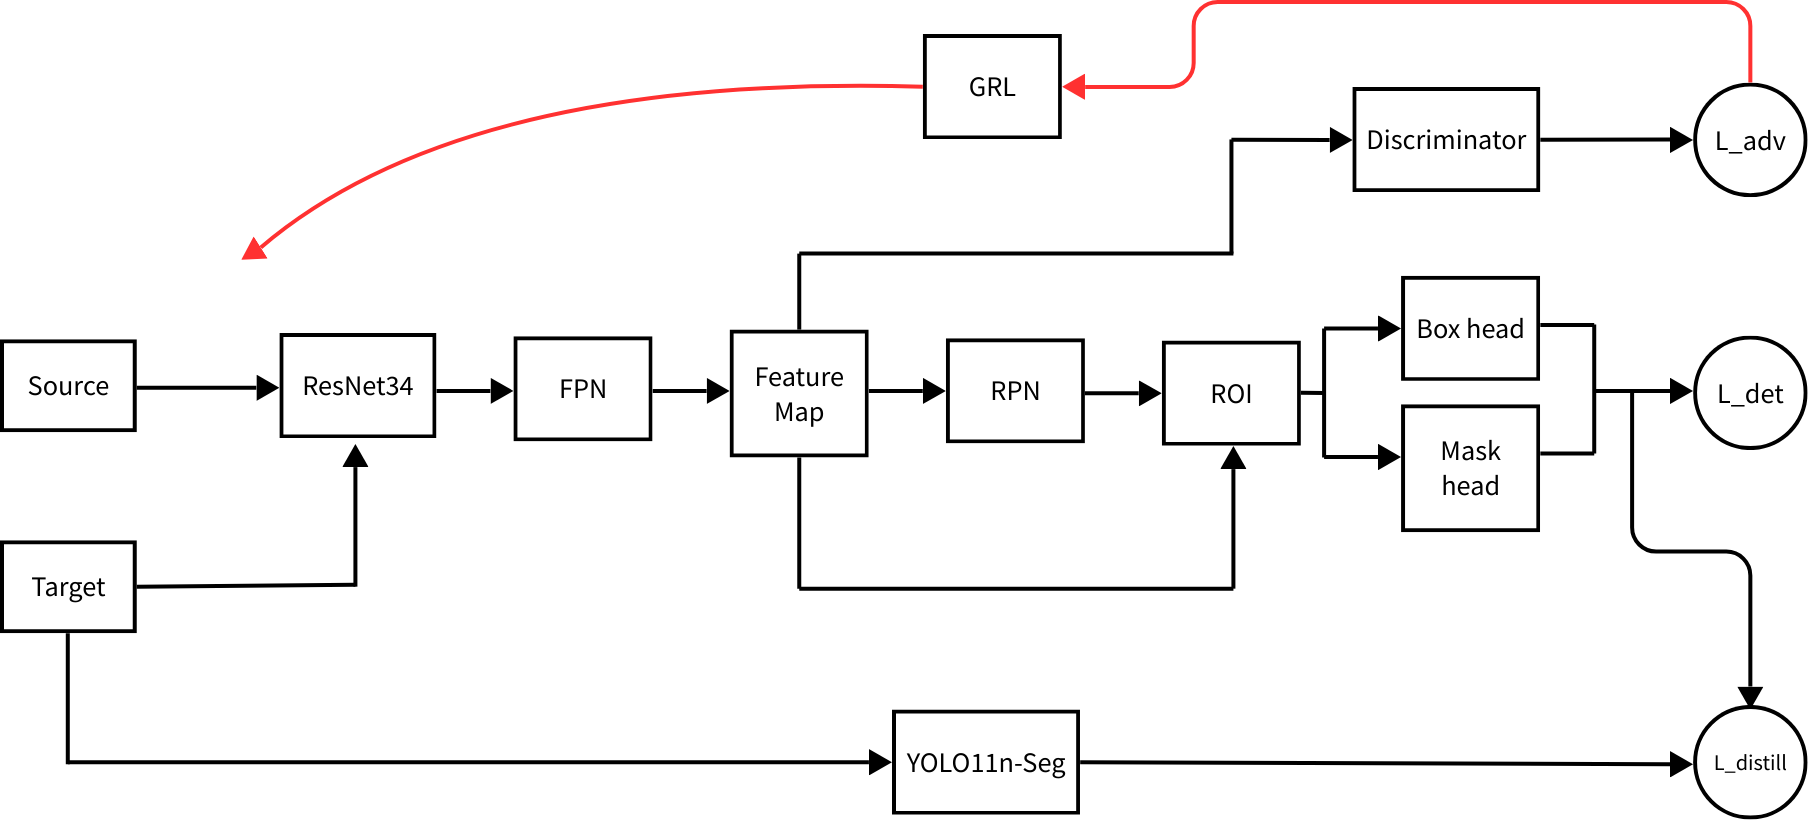 GRL
Discriminator
L_adv
Source
ResNet34
FPN
Feature
Map
RPN
ROI
Box head
Mask
head
L_det
Target
YOLO11n-Seg
L_distill